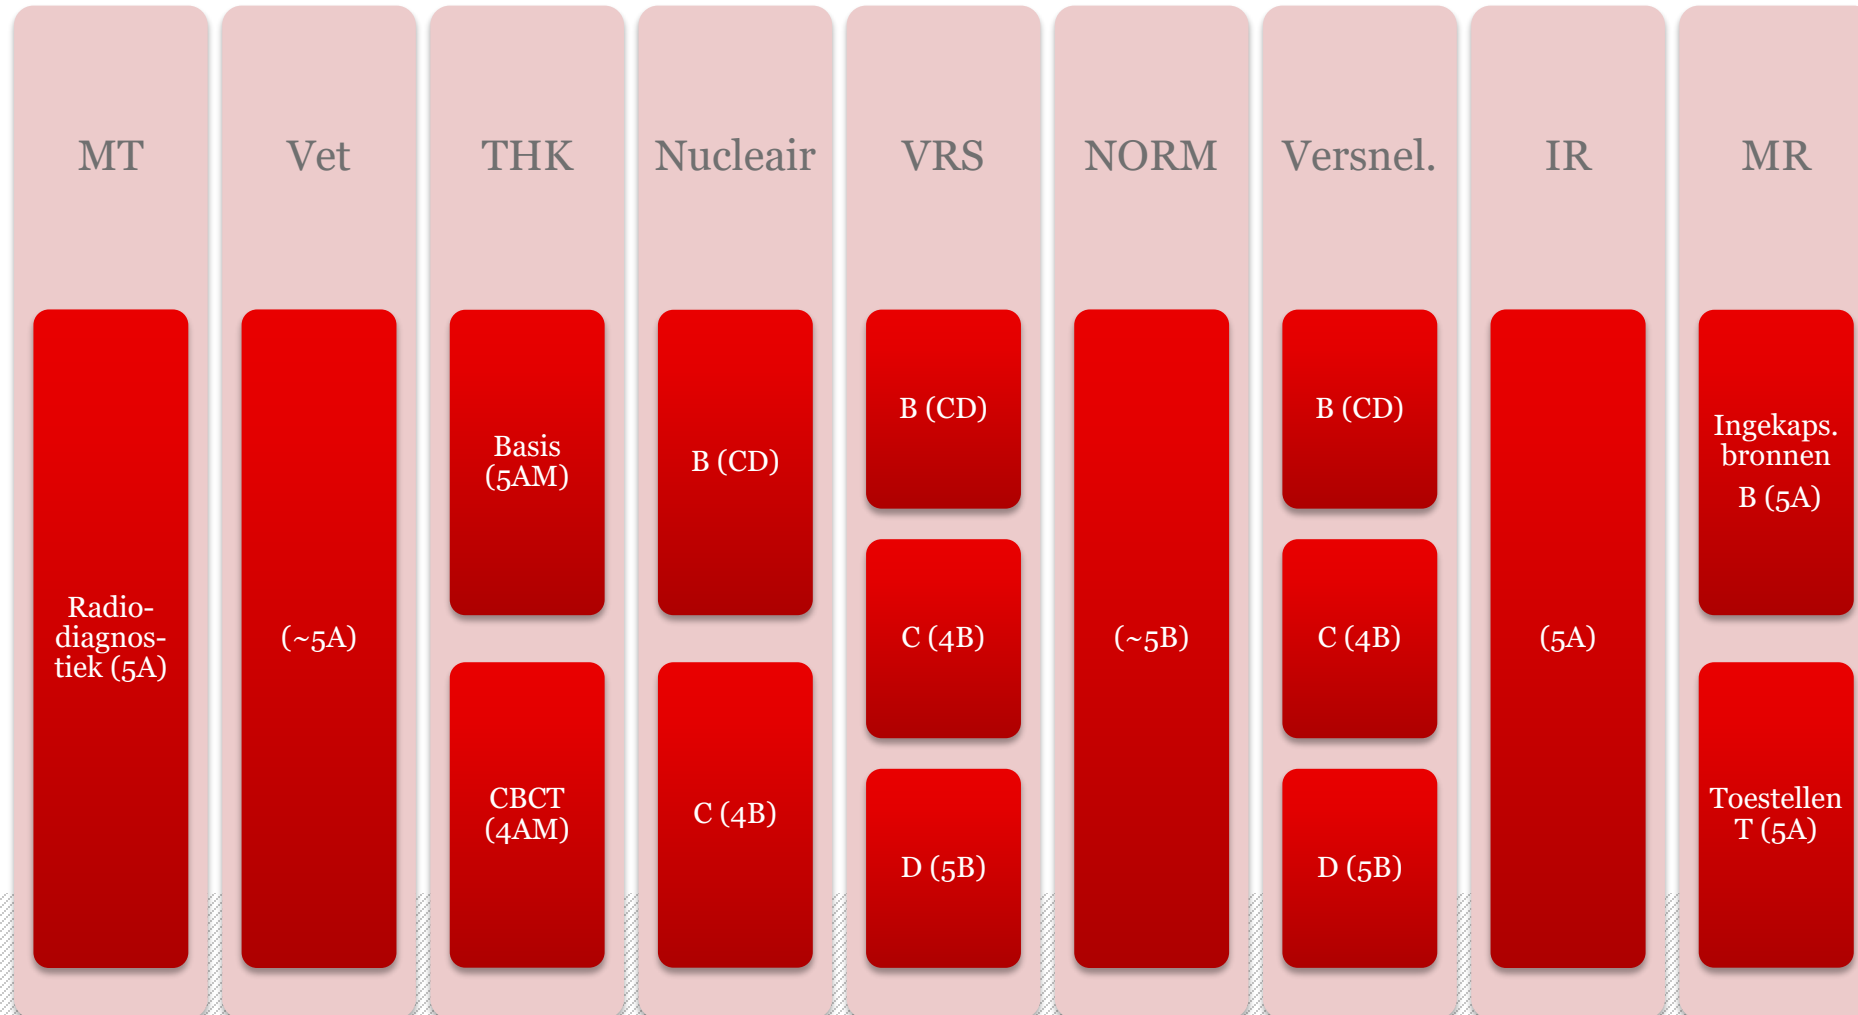 MT
Radio-
diagnos-
tiek (5A)
Vet
(~5A)
THK
Basis
(5AM)
CBCT
(4AM)
Nucleair
B (CD)
C (4B)
VRS
B (CD)
C (4B)
D (5B)
NORM
(~5B)
Versnel.
B (CD)
C (4B)
D (5B)
IR
(5A)
MR
Ingekaps.
bronnen
B (5A)
Toestellen
T (5A)